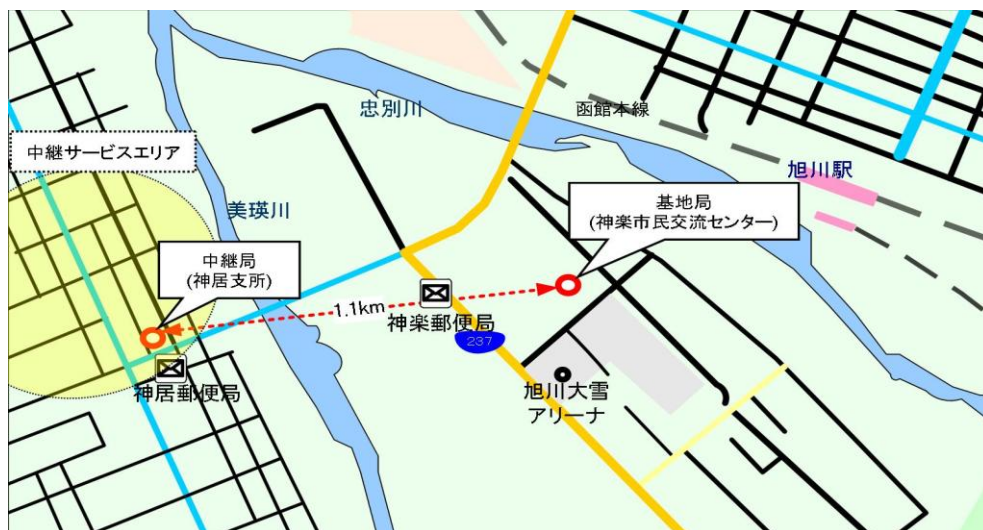 忠別川
函館本線
中継サービスエリア
旭川駅
美瑛川
基地局
(神楽市民交流センター)
中継局
(神居支所)
1.1km
神楽郵便局
237
神居郵便局
旭川大雪
アリーナ